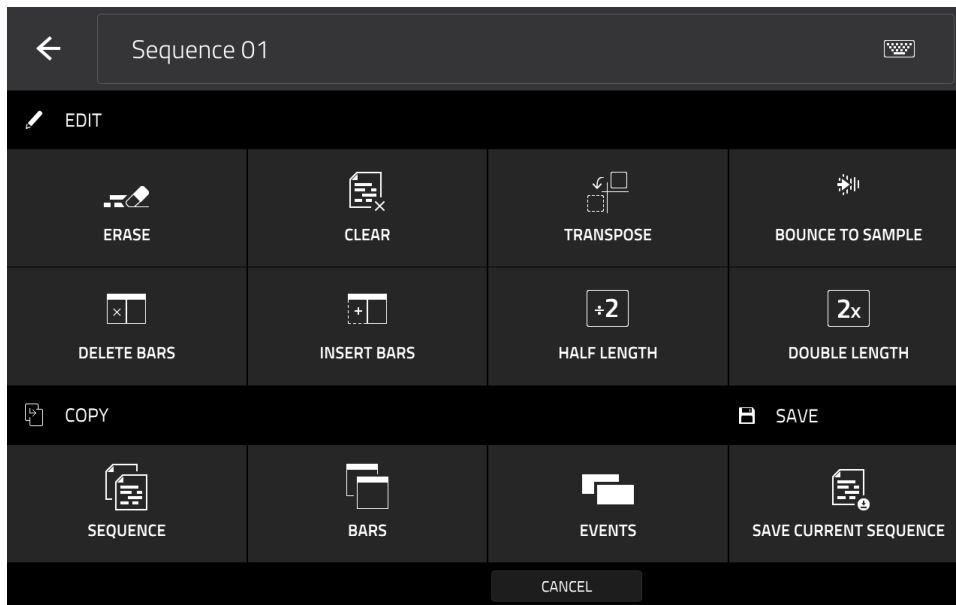 Sequence 01
EDIT
ERASE
CLEAR
TRANSPOSE
BOUNCE TO SAMPLE
÷2
2x
DELETE BARS
INSERT BARS
HALF LENGTH
DOUBLE LENGTH
COPY
SAVE
SEQUENCE
BARS
EVENTS
SAVE CURRENT SEQUENCE
CANCEL